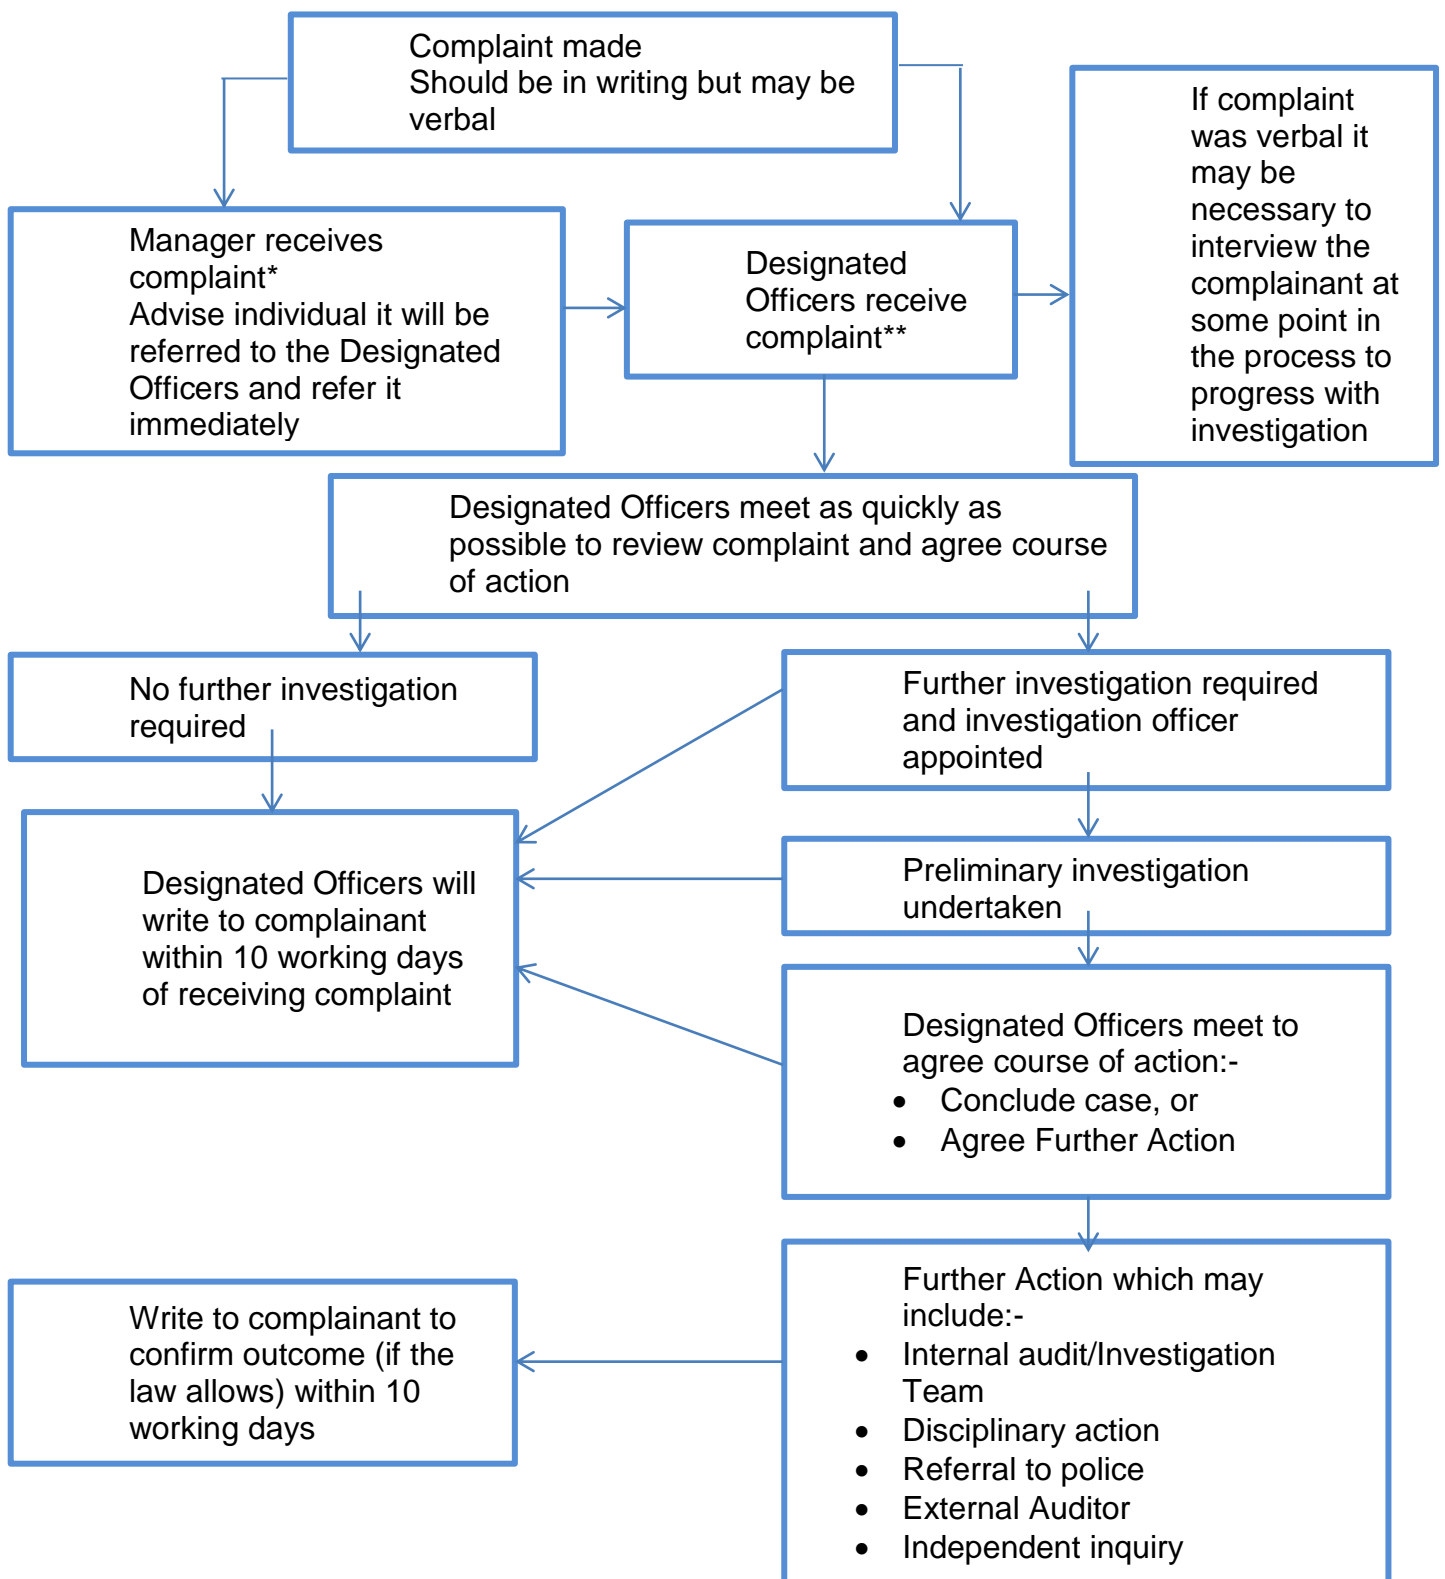 Complaint made
Should be in writing but may be
verbal
If complaint
was verbal it
may be
necessary to
interview the
complainant at
some point in
the process to
progress with
investigation
Manager receives
complaint*
Advise individual it will be
referred to the Designated
Officers and refer it
immediately
Designated
Officers receive
complaint**
Designated Officers meet as quickly as
possible to review complaint and agree course
of action
No further investigation
required
Further investigation required
and investigation officer
appointed
Designated Officers will
write to complainant
within 10 working days
of receiving complaint
Preliminary investigation
undertaken
Designated Officers meet to
agree course of action:-
• Conclude case, or
• Agree Further Action
Write to complainant to
confirm outcome (if the
law allows) within 10
working days
Further Action which may
include:-
• Internal audit/Investigation
Team
• Disciplinary action
• Referral to police
• External Auditor
• Independent inquiry